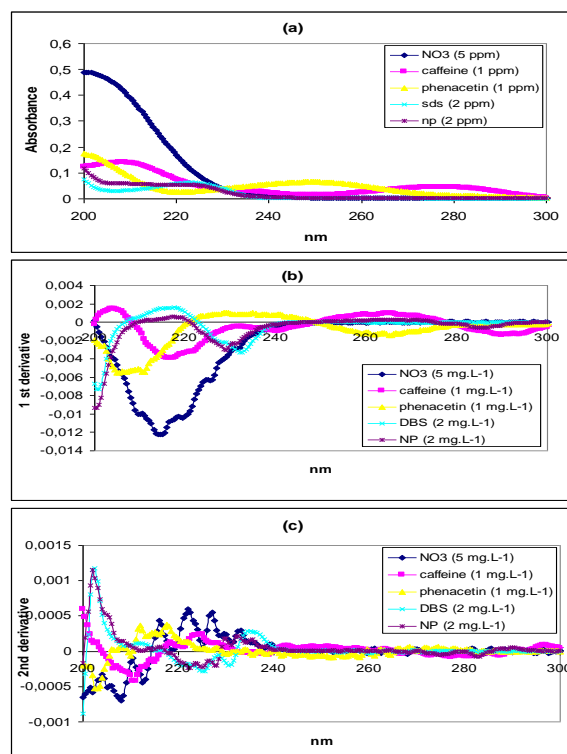 (a)
0,6
0,5
0,4
0,3
0,2
0,1
0
Absorbance
NO3 (5 ppm)
caffeine (1 ppm)
phenacetin (1 ppm)
sds (2 ppm)
np (2 ppm)
200 220 240 260 280 300
nm
(b)
0,004
0,002
0
-0,002
-0,004
-0,006
-0,008
-0,01
-0,012
-0,014
1 st derivative
200 220 240 260 280 300
NO3 (5 mg.L-1)
caffeine (1 mg.L-1)
phenacetin (1 mg.L-1)
DBS (2 mg.L-1)
NP (2 mg.L-1)
nm
(c)
0,0015
0,001
0,0005
0
-0,0005
-0,001
2nd derivative
NO3 (5 mg.L-1)
caffeine (1 mg.L-1)
phenacetin (1 mg.L-1)
DBS (2 mg.L-1)
NP (2 mg.L-1)
200 220 240 260 280 300
nm